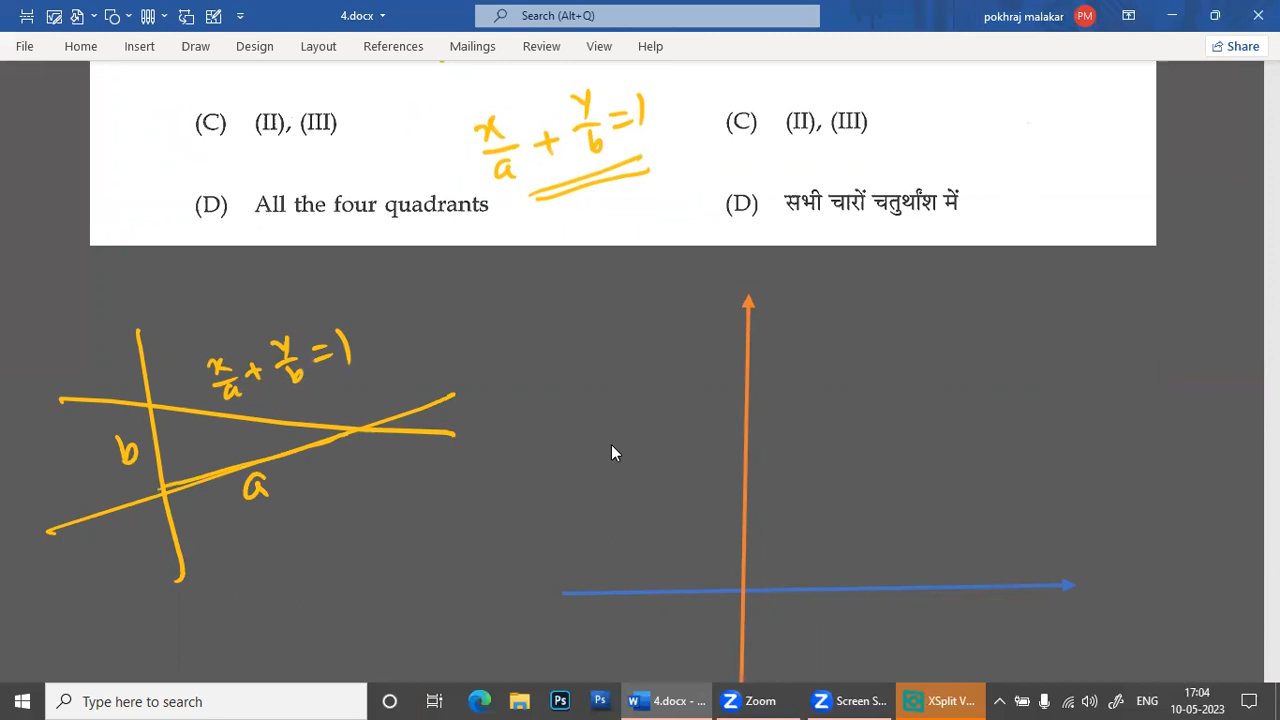 4.docx
Search (Alt+Q)
pokhraj malakar PM
File Home Insert Draw Design Layout References Mailings Review View Help Share
(C) (II), (III)
x/a + y/b = 1
(C) (II), (III)
(D) All the four quadrants
(D) सभी चारों चतुर्थांश में
x/a + y/b = 1
b
a
Type here to search
Ps
Ps
4.docx - ...
Zoom
Screen S...
XSplit V...
ENG
17:04
10-05-2023